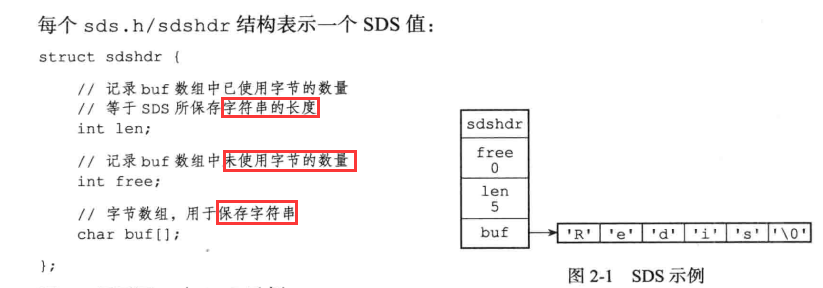 每个 sds.h/sdshdr 结构表示一个 SDS 值：
struct sdshdr {
// 记录 buf 数组中已使用字节的数量
// 等于 SDS 所保存字符串的长度
int len;
// 记录 buf 数组中未使用字节的数量
int free;
// 字节数组，用于保存字符串
char buf[];
};
sdshdr
free
0
len
5
buf
'R' 'e' 'd' 'i' 's' '\0'
图 2-1 SDS 示例